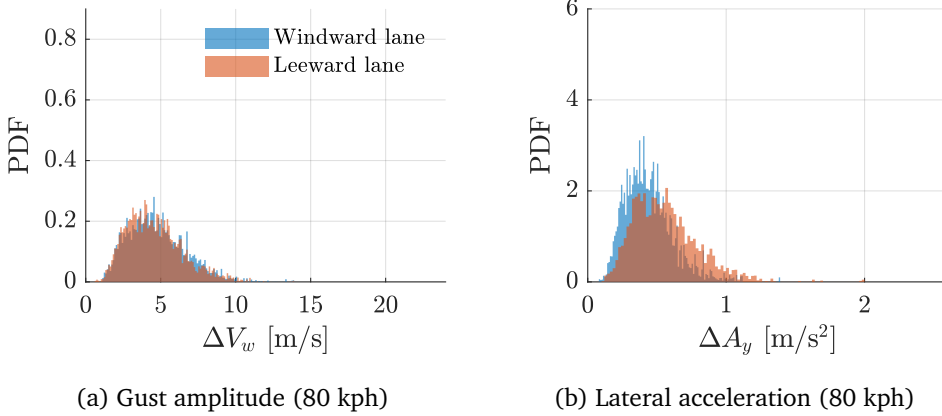 0.8
0.6
0.4
0.2
0
PDF
Windward lane
Leeward lane
0 5 10 15 20
ΔV_w [m/s]
(a) Gust amplitude (80 kph)
6
4
2
0
PDF
0 1 2
ΔA_y [m/s²]
(b) Lateral acceleration (80 kph)